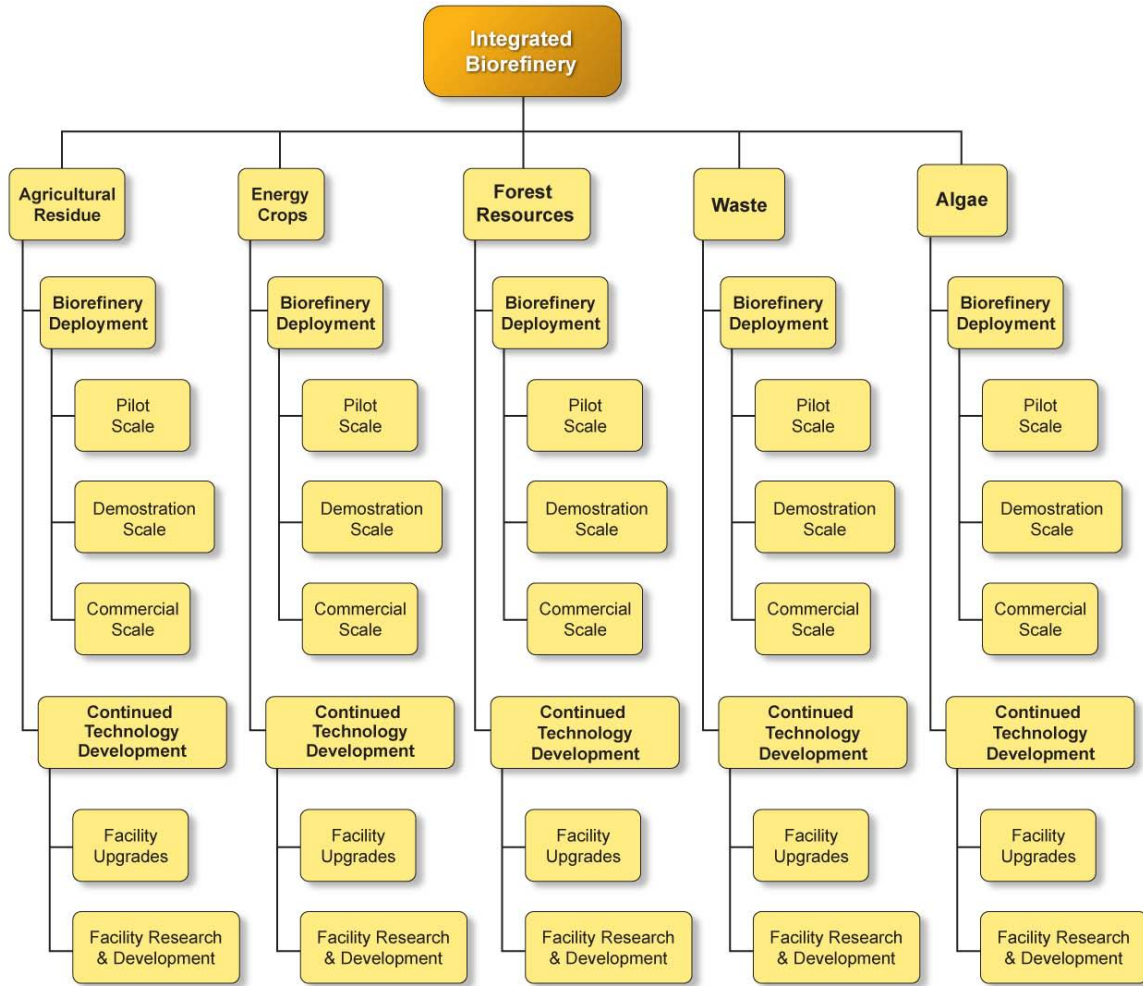 Integrated
Biorefinery
Agricultural
Residue
Energy
Crops
Forest
Resources
Waste
Algae
Biorefinery
Deployment
Biorefinery
Deployment
Biorefinery
Deployment
Biorefinery
Deployment
Biorefinery
Deployment
Pilot
Scale
Pilot
Scale
Pilot
Scale
Pilot
Scale
Pilot
Scale
Demostration
Scale
Demostration
Scale
Demostration
Scale
Demostration
Scale
Demostration
Scale
Commercial
Scale
Commercial
Scale
Commercial
Scale
Commercial
Scale
Commercial
Scale
Continued
Technology
Development
Continued
Technology
Development
Continued
Technology
Development
Continued
Technology
Development
Continued
Technology
Development
Facility
Upgrades
Facility
Upgrades
Facility
Upgrades
Facility
Upgrades
Facility
Upgrades
Facility Research
& Development
Facility Research
& Development
Facility Research
& Development
Facility Research
& Development
Facility Research
& Development